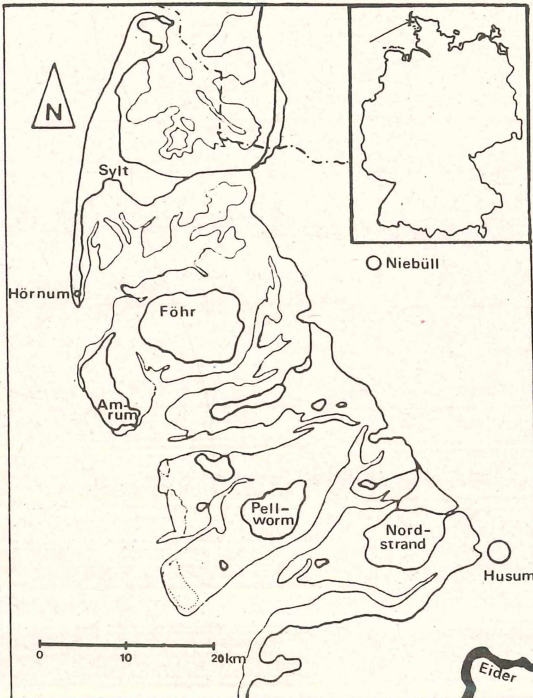 N
Sylt
Niebüll
Hörnum
Föhr
Am-
rum
Pell-
worm
Nord-
strand
Husum
0 10 20km
Eider